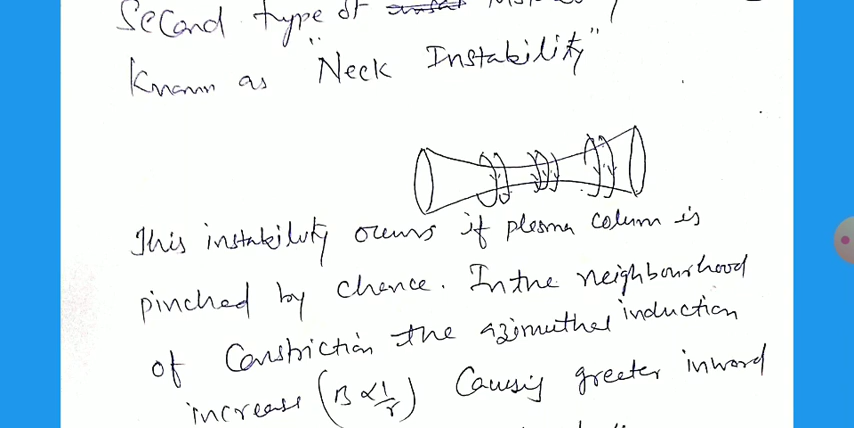 Second type of
Known as "Neck Instability"
This instability occurs if plasma column is
pinched by chance. In the neighbourhood
of Constriction the azimuthal induction
increase (B ∝ 1/r) Causing greater inward